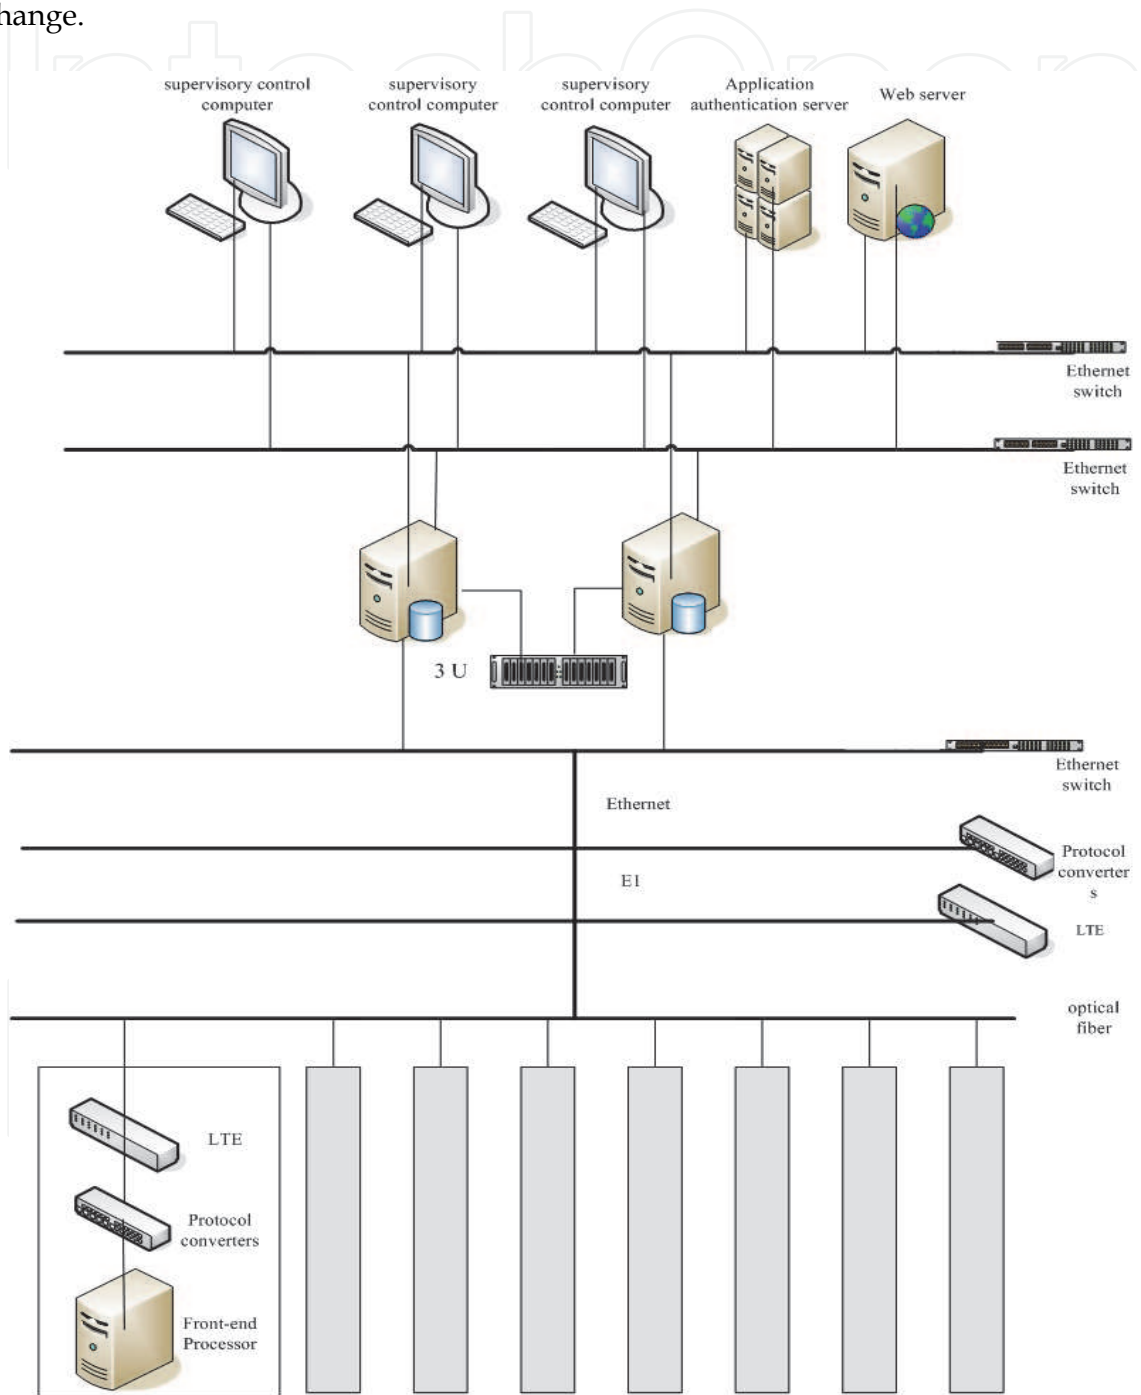 hange.
IntechOpen
supervisory control
computer
supervisory
control computer
supervisory
control computer
Application
authentication server
Web server
Ethernet
switch
Ethernet
switch
3 U
Ethernet
switch
Ethernet
Protocol
converter
s
E1
LTE
optical
fiber
LTE
Protocol
converters
Front-end
Processor